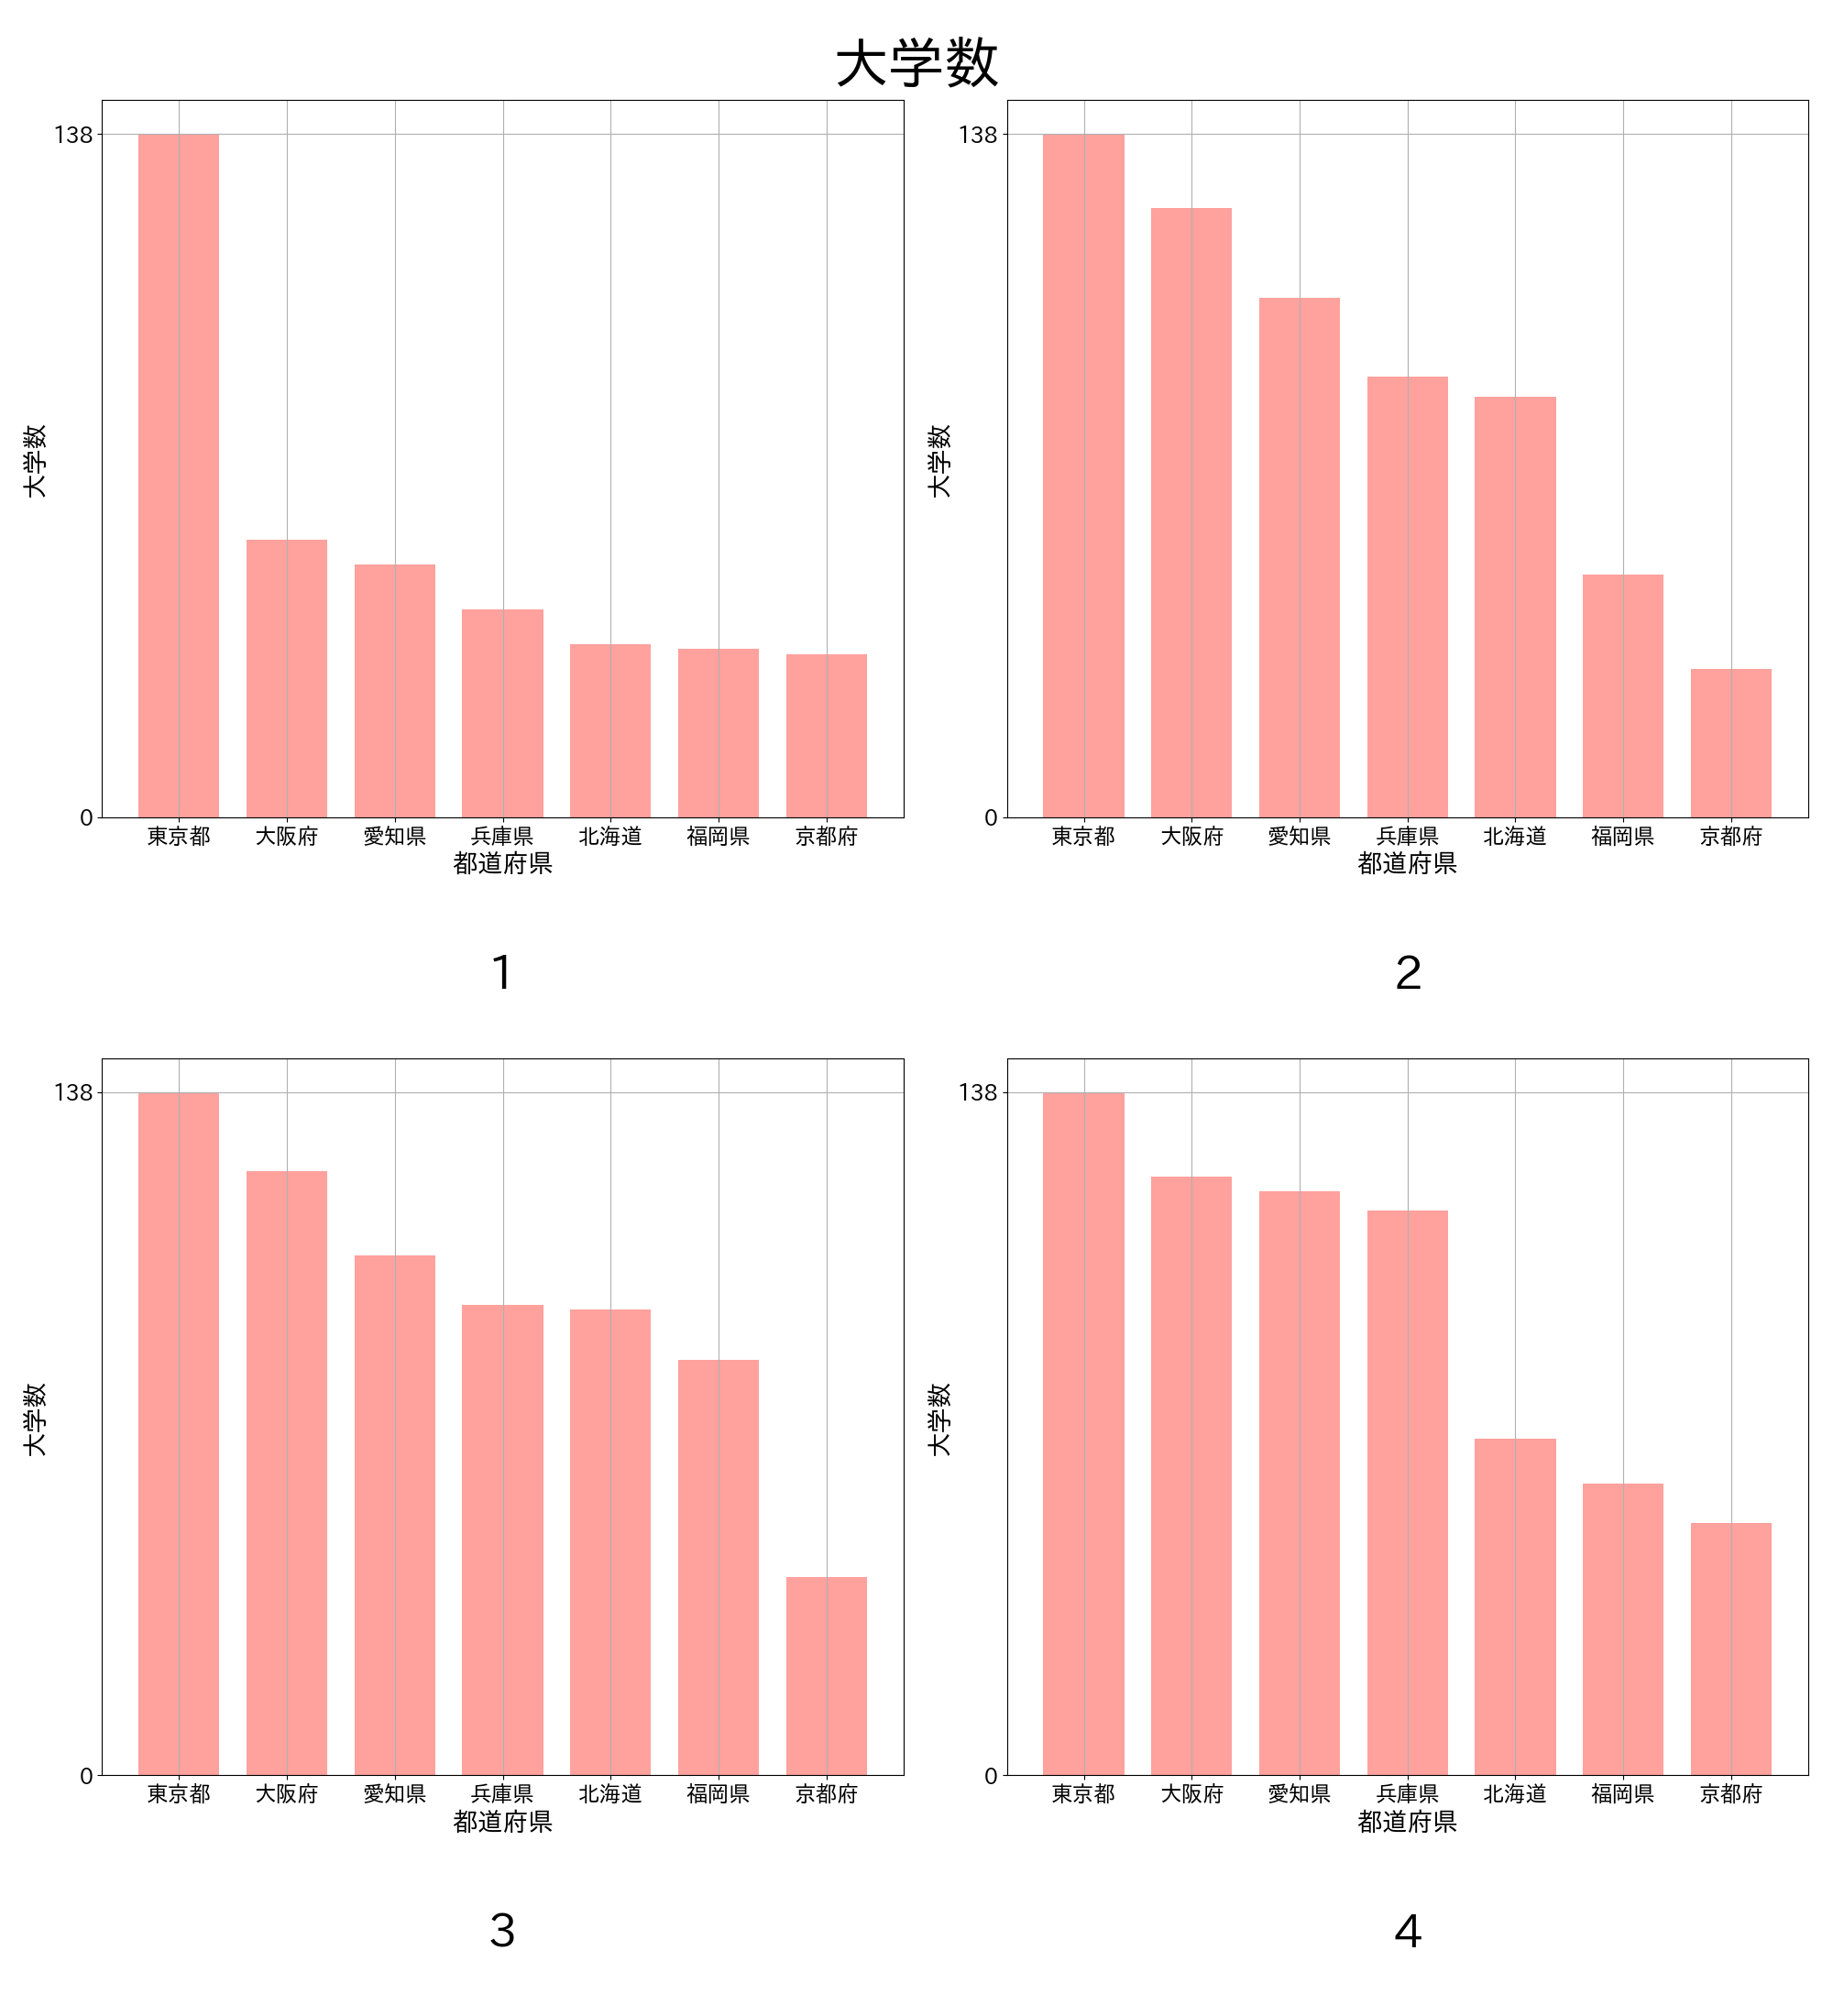 大学数
138
0
大学数
東京都 大阪府 愛知県 兵庫県 北海道 福岡県 京都府
都道府県
1
138
0
大学数
東京都 大阪府 愛知県 兵庫県 北海道 福岡県 京都府
都道府県
2
138
0
大学数
東京都 大阪府 愛知県 兵庫県 北海道 福岡県 京都府
都道府県
3
138
0
大学数
東京都 大阪府 愛知県 兵庫県 北海道 福岡県 京都府
都道府県
4